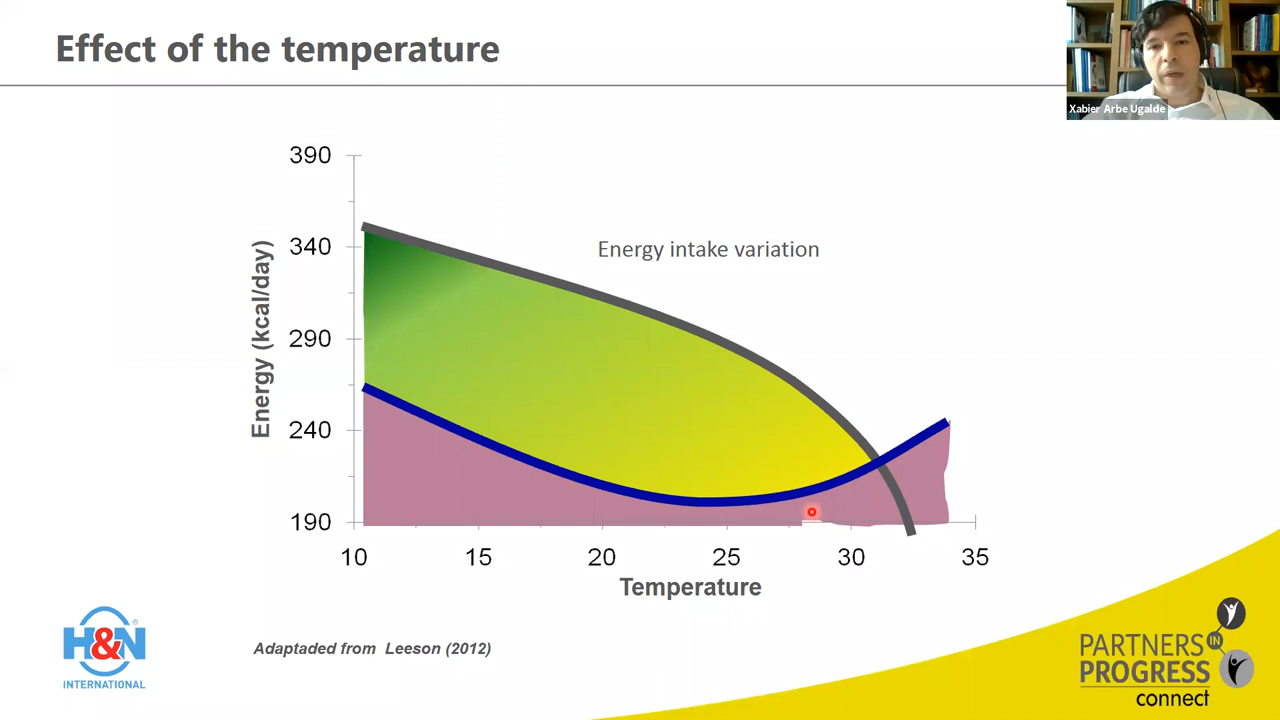 Effect of the temperature
Xabier Arbe Ugalde
390
340
290
240
190
Energy (kcal/day)
Energy intake variation
10 15 20 25 30 35
Temperature
Adaptaded from Leeson (2012)
H&N
®
INTERNATIONAL
PARTNERS IN
PROGRESS
connect